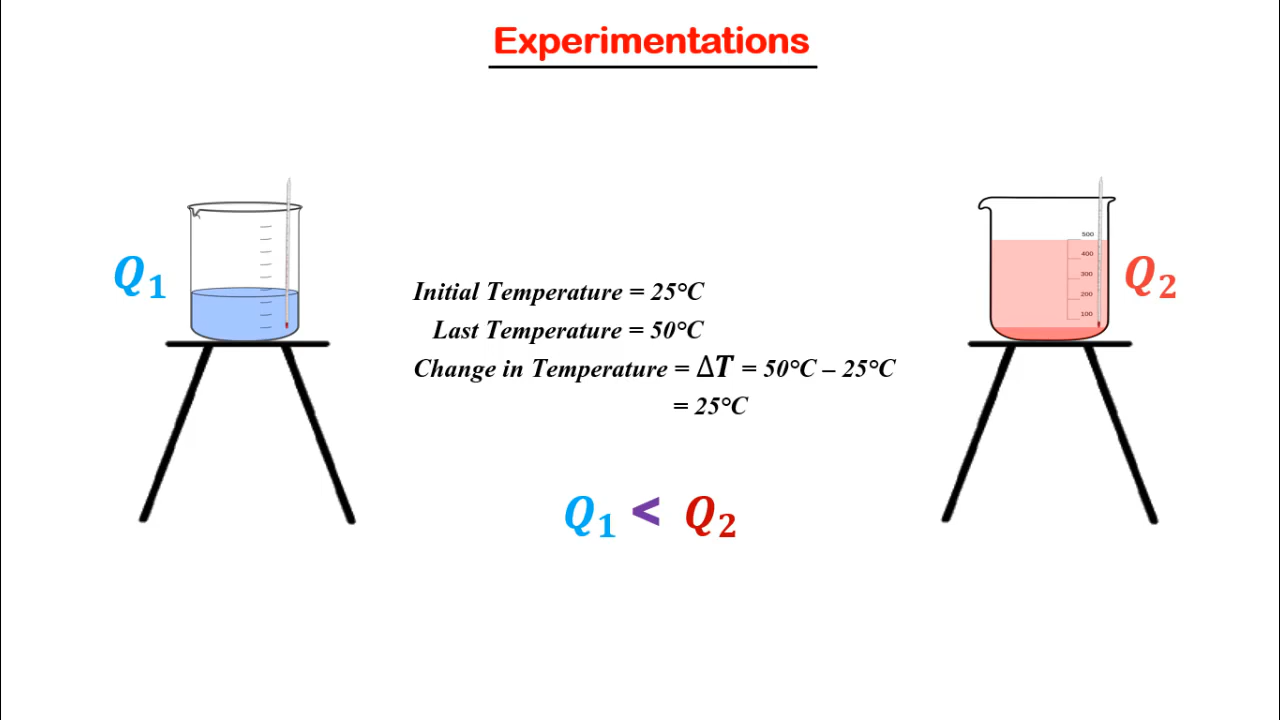 Experimentations
Q₁
Initial Temperature = 25°C
Last Temperature = 50°C
Change in Temperature = ΔT = 50°C – 25°C
= 25°C
500
400
300
200
100
Q₂
Q₁ < Q₂